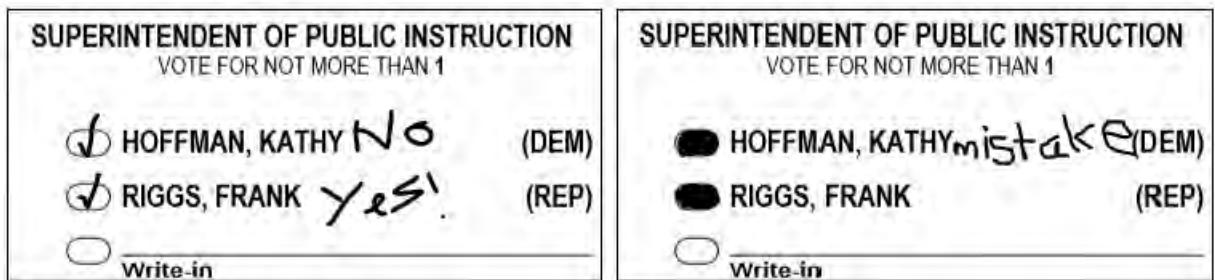 SUPERINTENDENT OF PUBLIC INSTRUCTION
VOTE FOR NOT MORE THAN 1
HOFFMAN, KATHY No (DEM)
RIGGS, FRANK Yes! (REP)
Write-in
SUPERINTENDENT OF PUBLIC INSTRUCTION
VOTE FOR NOT MORE THAN 1
HOFFMAN, KATHY mistake (DEM)
RIGGS, FRANK (REP)
Write-in